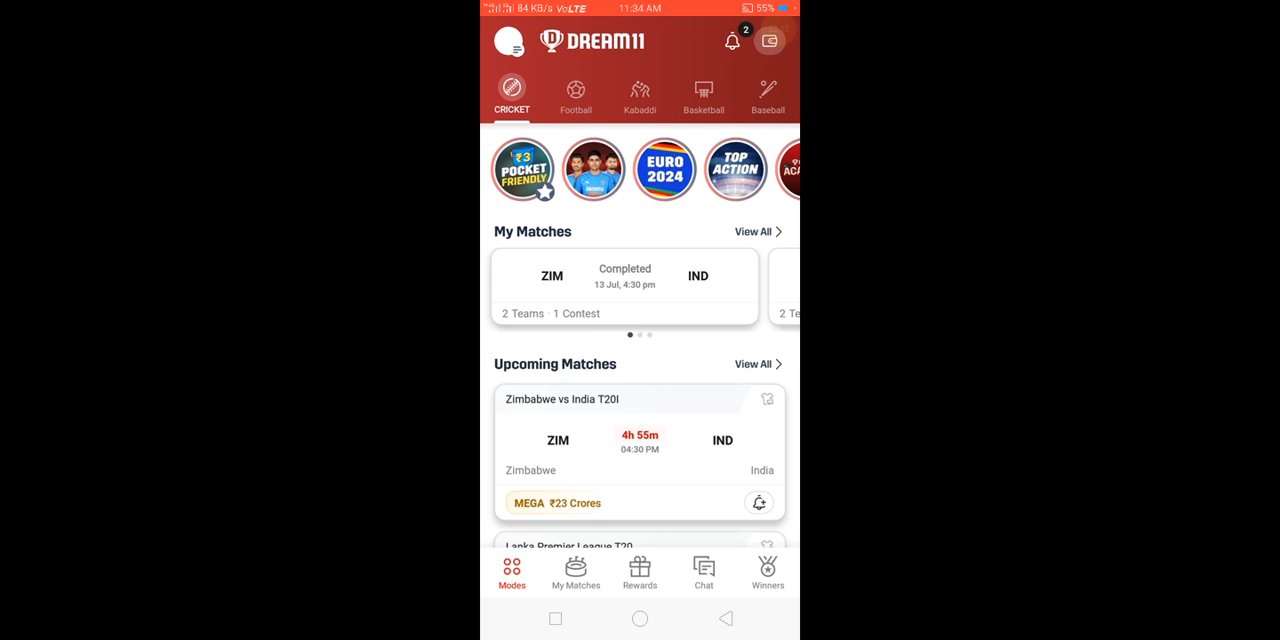 84 KB/s VoLTE 11:34 AM 55%
DREAM11 2
CRICKET Football Kabaddi Basketball Baseball
₹3 POCKET FRIENDLY
EURO 2024
TOP ACTION
My Matches View All
ZIM Completed IND
13 Jul, 4:30 pm
2 Teams · 1 Contest
Upcoming Matches View All
Zimbabwe vs India T20I
ZIM 4h 55m IND
04:30 PM
Zimbabwe India
MEGA ₹23 Crores
Lanka Premier League T20
Modes My Matches Rewards Chat Winners